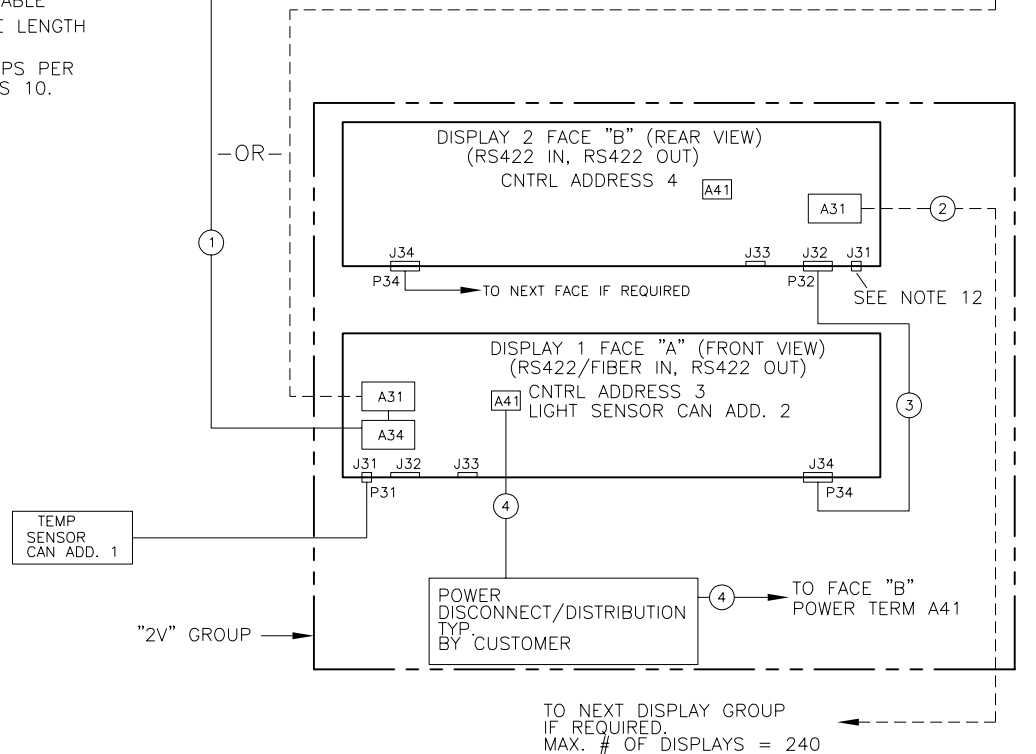 ABLE
LENGTH
PS PER
S 10.
-OR-
1
DISPLAY 2 FACE "B" (REAR VIEW)
(RS422 IN, RS422 OUT)
CNTRL ADDRESS 4
A41
A31
2
J34
J33
J32
J31
P34
TO NEXT FACE IF REQUIRED
P32
SEE NOTE 12
DISPLAY 1 FACE "A" (FRONT VIEW)
(RS422/FIBER IN, RS422 OUT)
A31
A41
CNTRL ADDRESS 3
LIGHT SENSOR CAN ADD. 2
A34
3
J31
J32
J33
J34
P31
P34
4
TEMP
SENSOR
CAN ADD. 1
POWER
DISCONNECT/DISTRIBUTION
TYP.
BY CUSTOMER
4
TO FACE "B"
POWER TERM A41
"2V" GROUP
TO NEXT DISPLAY GROUP
IF REQUIRED.
MAX. # OF DISPLAYS = 240